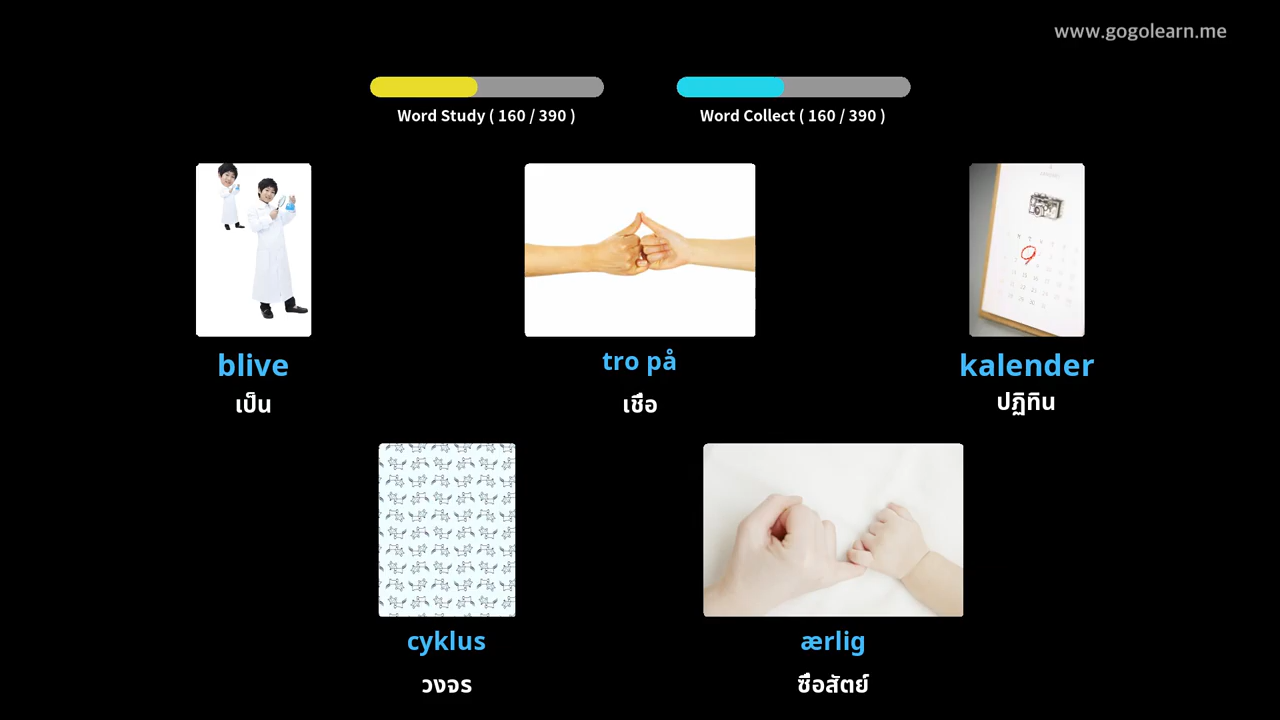 www.gogolearn.me
Word Study ( 160 / 390 )
Word Collect ( 160 / 390 )
blive
เป็น
tro på
เชื่อ
kalender
ปฏิทิน
cyklus
วงจร
ærlig
ซื่อสัตย์